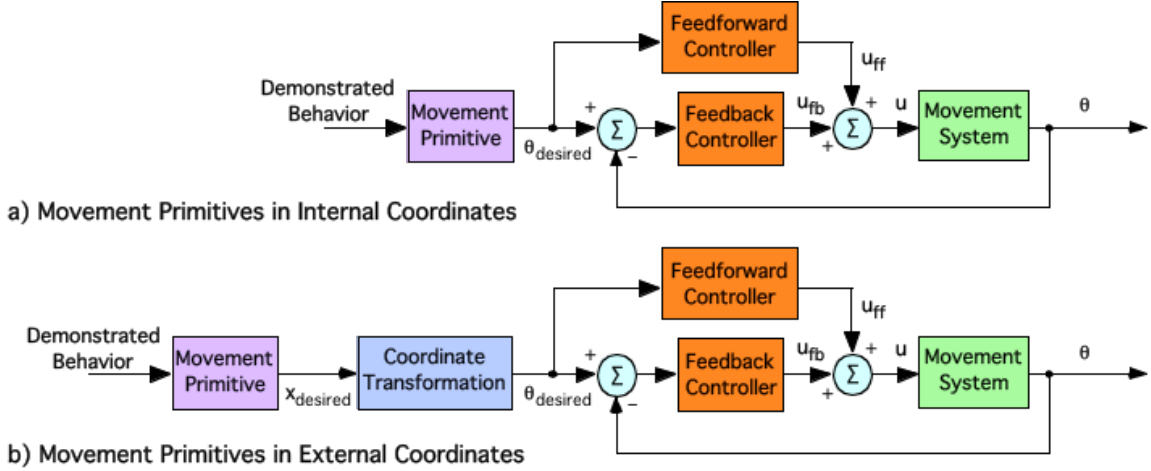 Feedforward
Controller
Demonstrated
Behavior
Movement
Primitive
θdesired
+
Σ
−
Feedback
Controller
ufb
uff
+
+
Σ
u
Movement
System
θ
a) Movement Primitives in Internal Coordinates
Feedforward
Controller
Demonstrated
Behavior
Movement
Primitive
xdesired
Coordinate
Transformation
θdesired
+
Σ
−
Feedback
Controller
ufb
uff
+
+
Σ
u
Movement
System
θ
b) Movement Primitives in External Coordinates